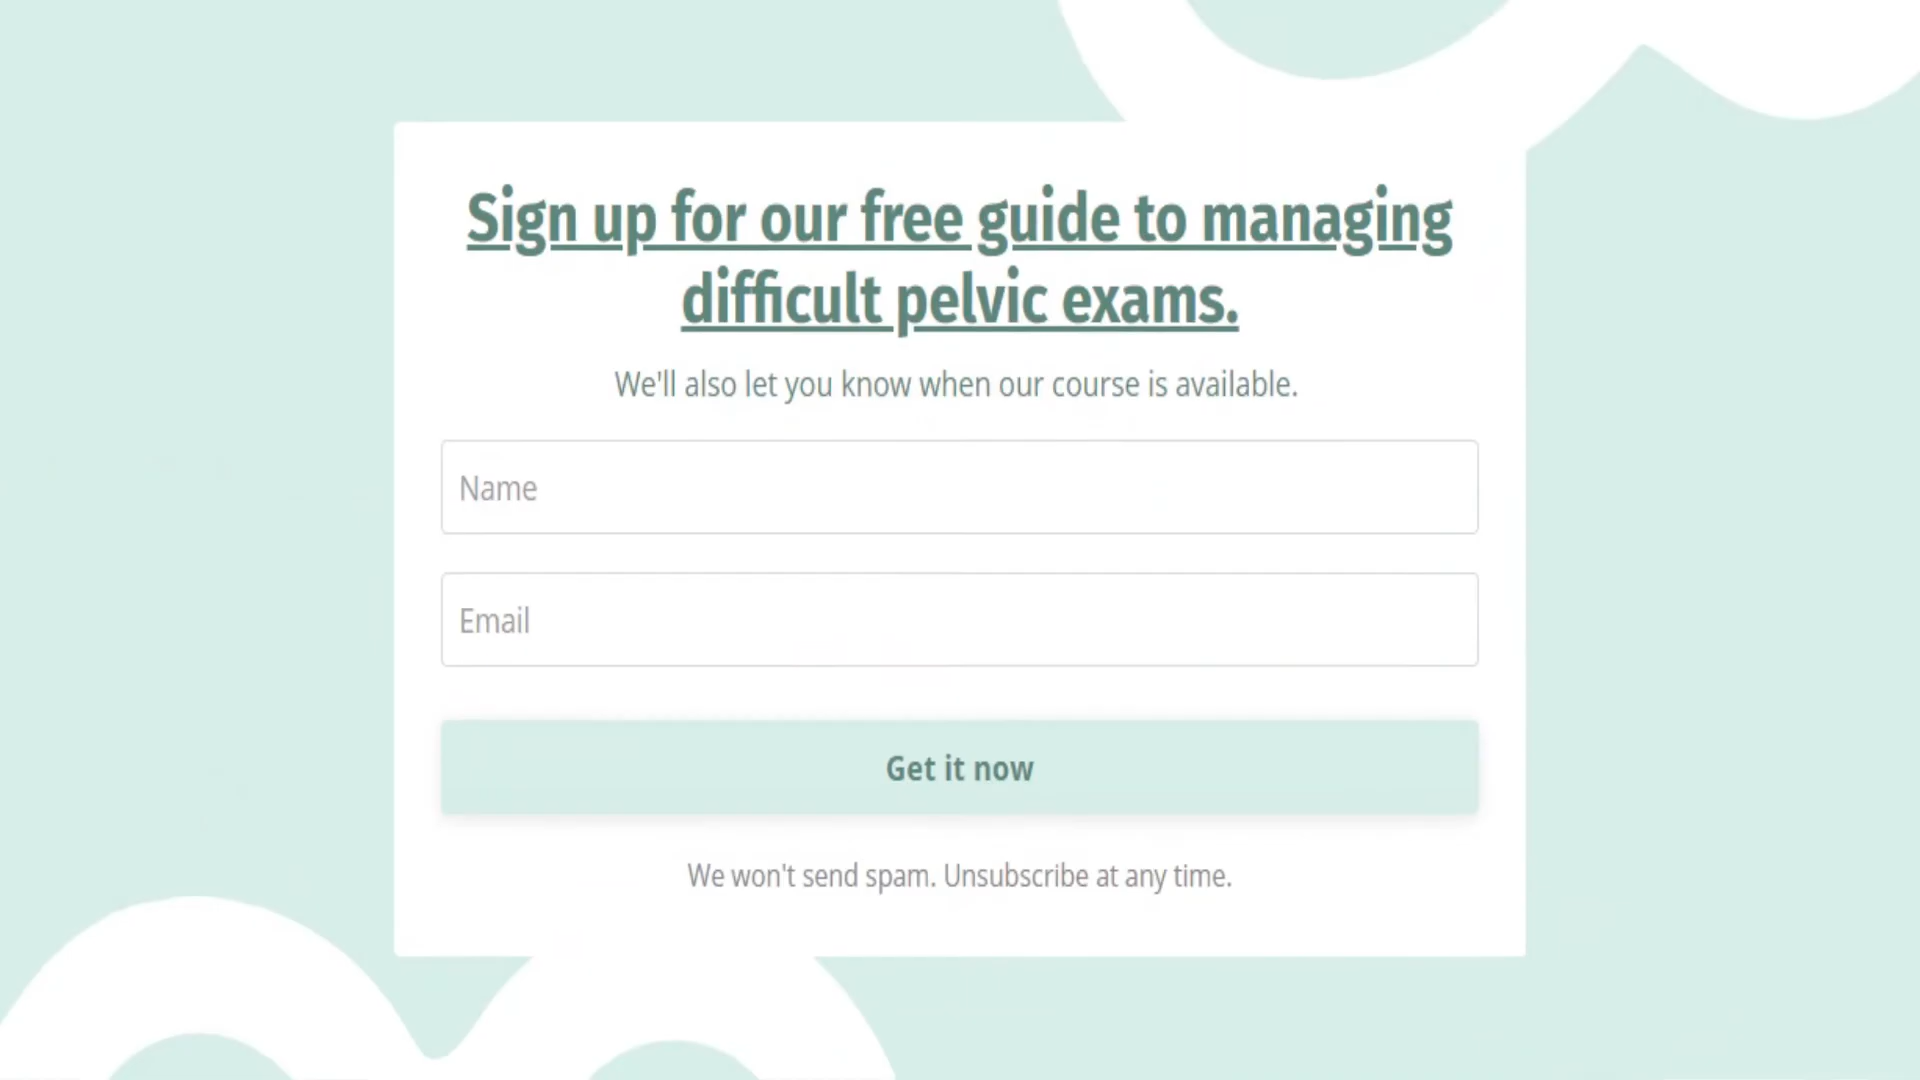 Sign up for our free guide to managing
difficult pelvic exams.
We'll also let you know when our course is available.
Name
Email
Get it now
We won't send spam. Unsubscribe at any time.